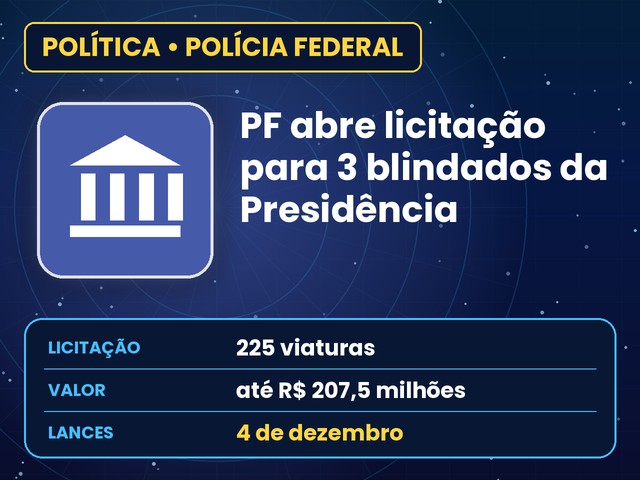 POLÍTICA • POLÍCIA FEDERAL
PF abre licitação
para 3 blindados da
Presidência
LICITAÇÃO 225 viaturas
VALOR até R$ 207,5 milhões
LANCES 4 de dezembro